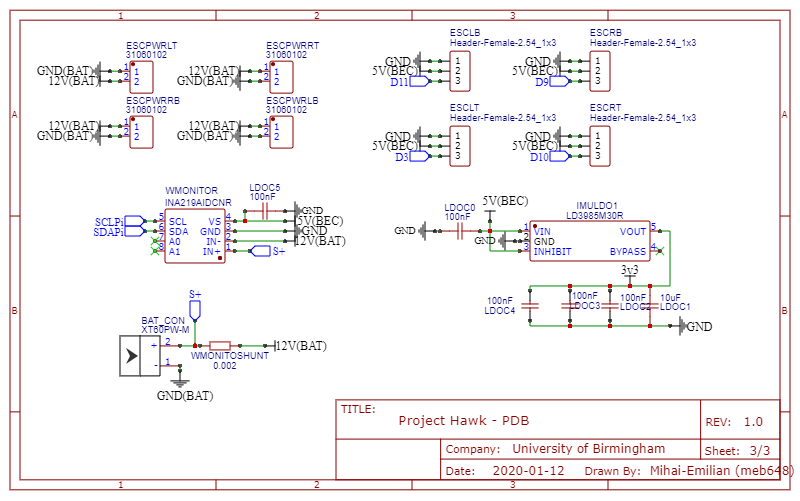 1 2 3
A A
B B
ESCPWRLT
31060102
GND(BAT) 1 1
12V(BAT) 2 2
ESCPWRRT
31060102
12V(BAT) 1 1
GND(BAT) 2 2
ESCPWRRB
31060102
12V(BAT) 1 1
GND(BAT) 2 2
ESCPWRLB
31060102
12V(BAT) 1 1
GND(BAT) 2 2
ESCLB
Header-Female-2.54_1x3
GND 1
5V(BEC) 2
D11 3
ESCRB
Header-Female-2.54_1x3
GND 1
5V(BEC) 2
D9 3
ESCLT
Header-Female-2.54_1x3
GND 1
5V(BEC) 2
D3 3
ESCRT
Header-Female-2.54_1x3
GND 1
5V(BEC) 2
D10 3
WMONITOR
INA219AIDCNR
SCLPi 5 SCL VS 4
SDAPi 6 SDA GND 3
7 A0 IN- 2
8 A1 IN+ 1
LDOC5
100nF
GND
5V(BEC)
GND
12V(BAT)
S+
5V(BEC)
LDOC0
100nF
GND
GND
IMULDO1
LD3985M30R
1 VIN VOUT 5
2 GND
3 INHIBIT BYPASS 4
3v3
100nF
LDOC4
100nF
LDOC3
100nF
LDOC2
10uF
LDOC1
GND
S+
BAT_CON
XT60PW-M
+ 2
- 1
WMONITOSHUNT
0.002
12V(BAT)
GND(BAT)
TITLE:
Project Hawk - PDB
REV: 1.0
Company: University of Birmingham
Sheet: 3/3
Date: 2020-01-12 Drawn By: Mihai-Emilian (meb648)
1 2 3